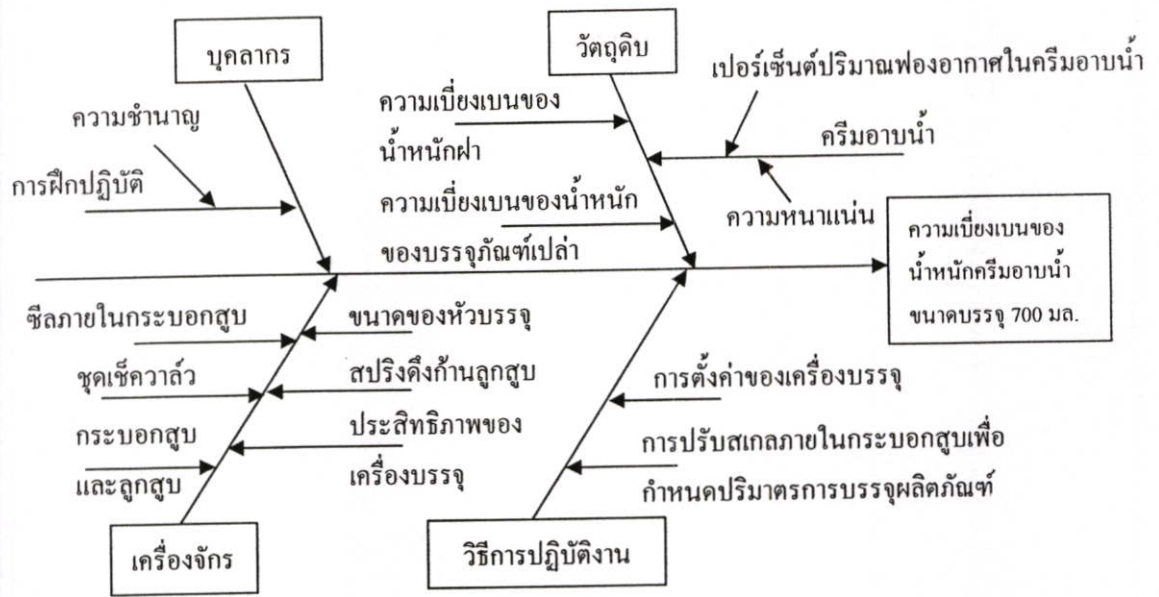 บุคลากร
วัตถุดิบ
เปอร์เซ็นต์ปริมาณฟองอากาศในครีมอาบน้ำ
ความเบี่ยงเบนของ
น้ำหนักฝา
ความชำนาญ
ครีมอาบน้ำ
การฝึกปฏิบัติ
ความเบี่ยงเบนของน้ำหนัก
ของบรรจุภัณฑ์เปล่า
ความหนาแน่น
ความเบี่ยงเบนของ
น้ำหนักครีมอาบน้ำ
ขนาดบรรจุ 700 มล.
ซีลภายในกระบอกสูบ
ขนาดของหัวบรรจุ
ชุดเช็ควาล์ว
สปริงดึงก้านลูกสูบ
การตั้งค่าของเครื่องบรรจุ
กระบอกสูบ
และลูกสูบ
ประสิทธิภาพของ
เครื่องบรรจุ
การปรับสเกลภายในกระบอกสูบเพื่อ
กำหนดปริมาตรการบรรจุผลิตภัณฑ์
เครื่องจักร
วิธีการปฏิบัติงาน